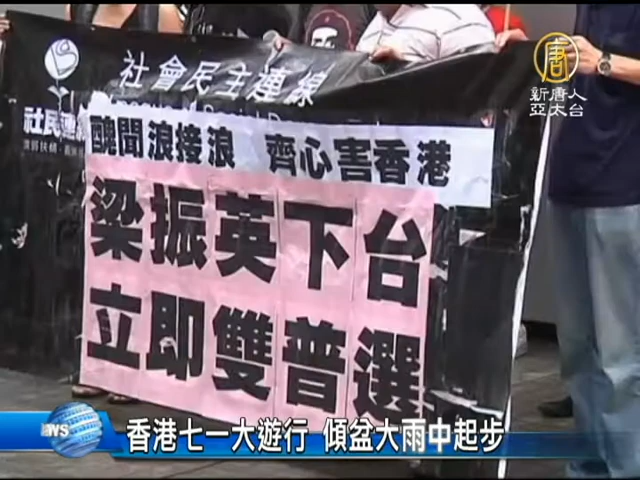 社會民主連線
社民連
醜聞浪接浪 齊心害香港
梁振英下台
立即雙普選
新唐人
亞太台
香港七一大遊行 傾盆大雨中起步